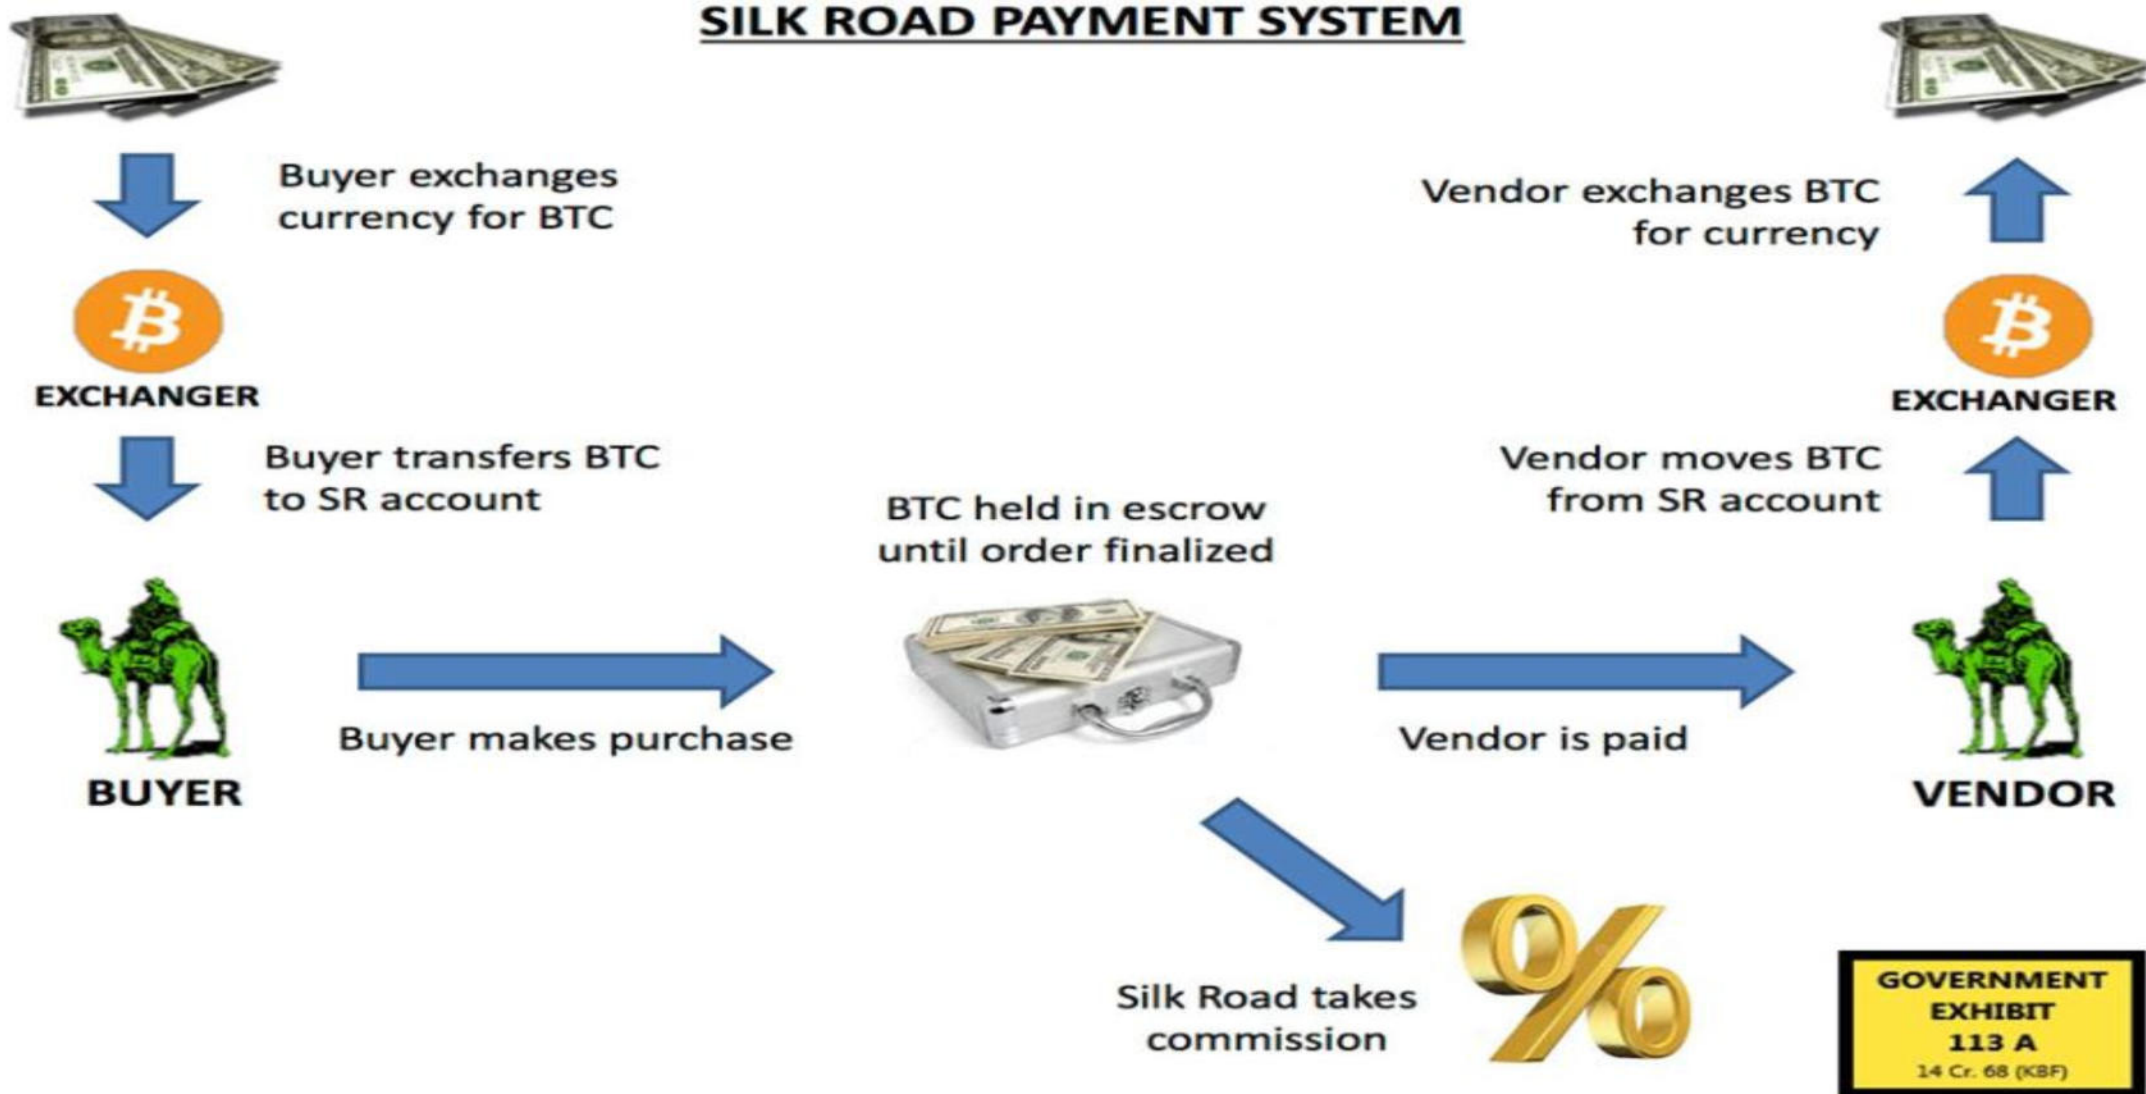 SILK ROAD PAYMENT SYSTEM
Buyer exchanges
currency for BTC
EXCHANGER
Buyer transfers BTC
to SR account
BUYER
Buyer makes purchase
BTC held in escrow
until order finalized
Vendor is paid
Silk Road takes
commission
Vendor exchanges BTC
for currency
EXCHANGER
Vendor moves BTC
from SR account
VENDOR
GOVERNMENT
EXHIBIT
113 A
14 Cr. 68 (KBF)